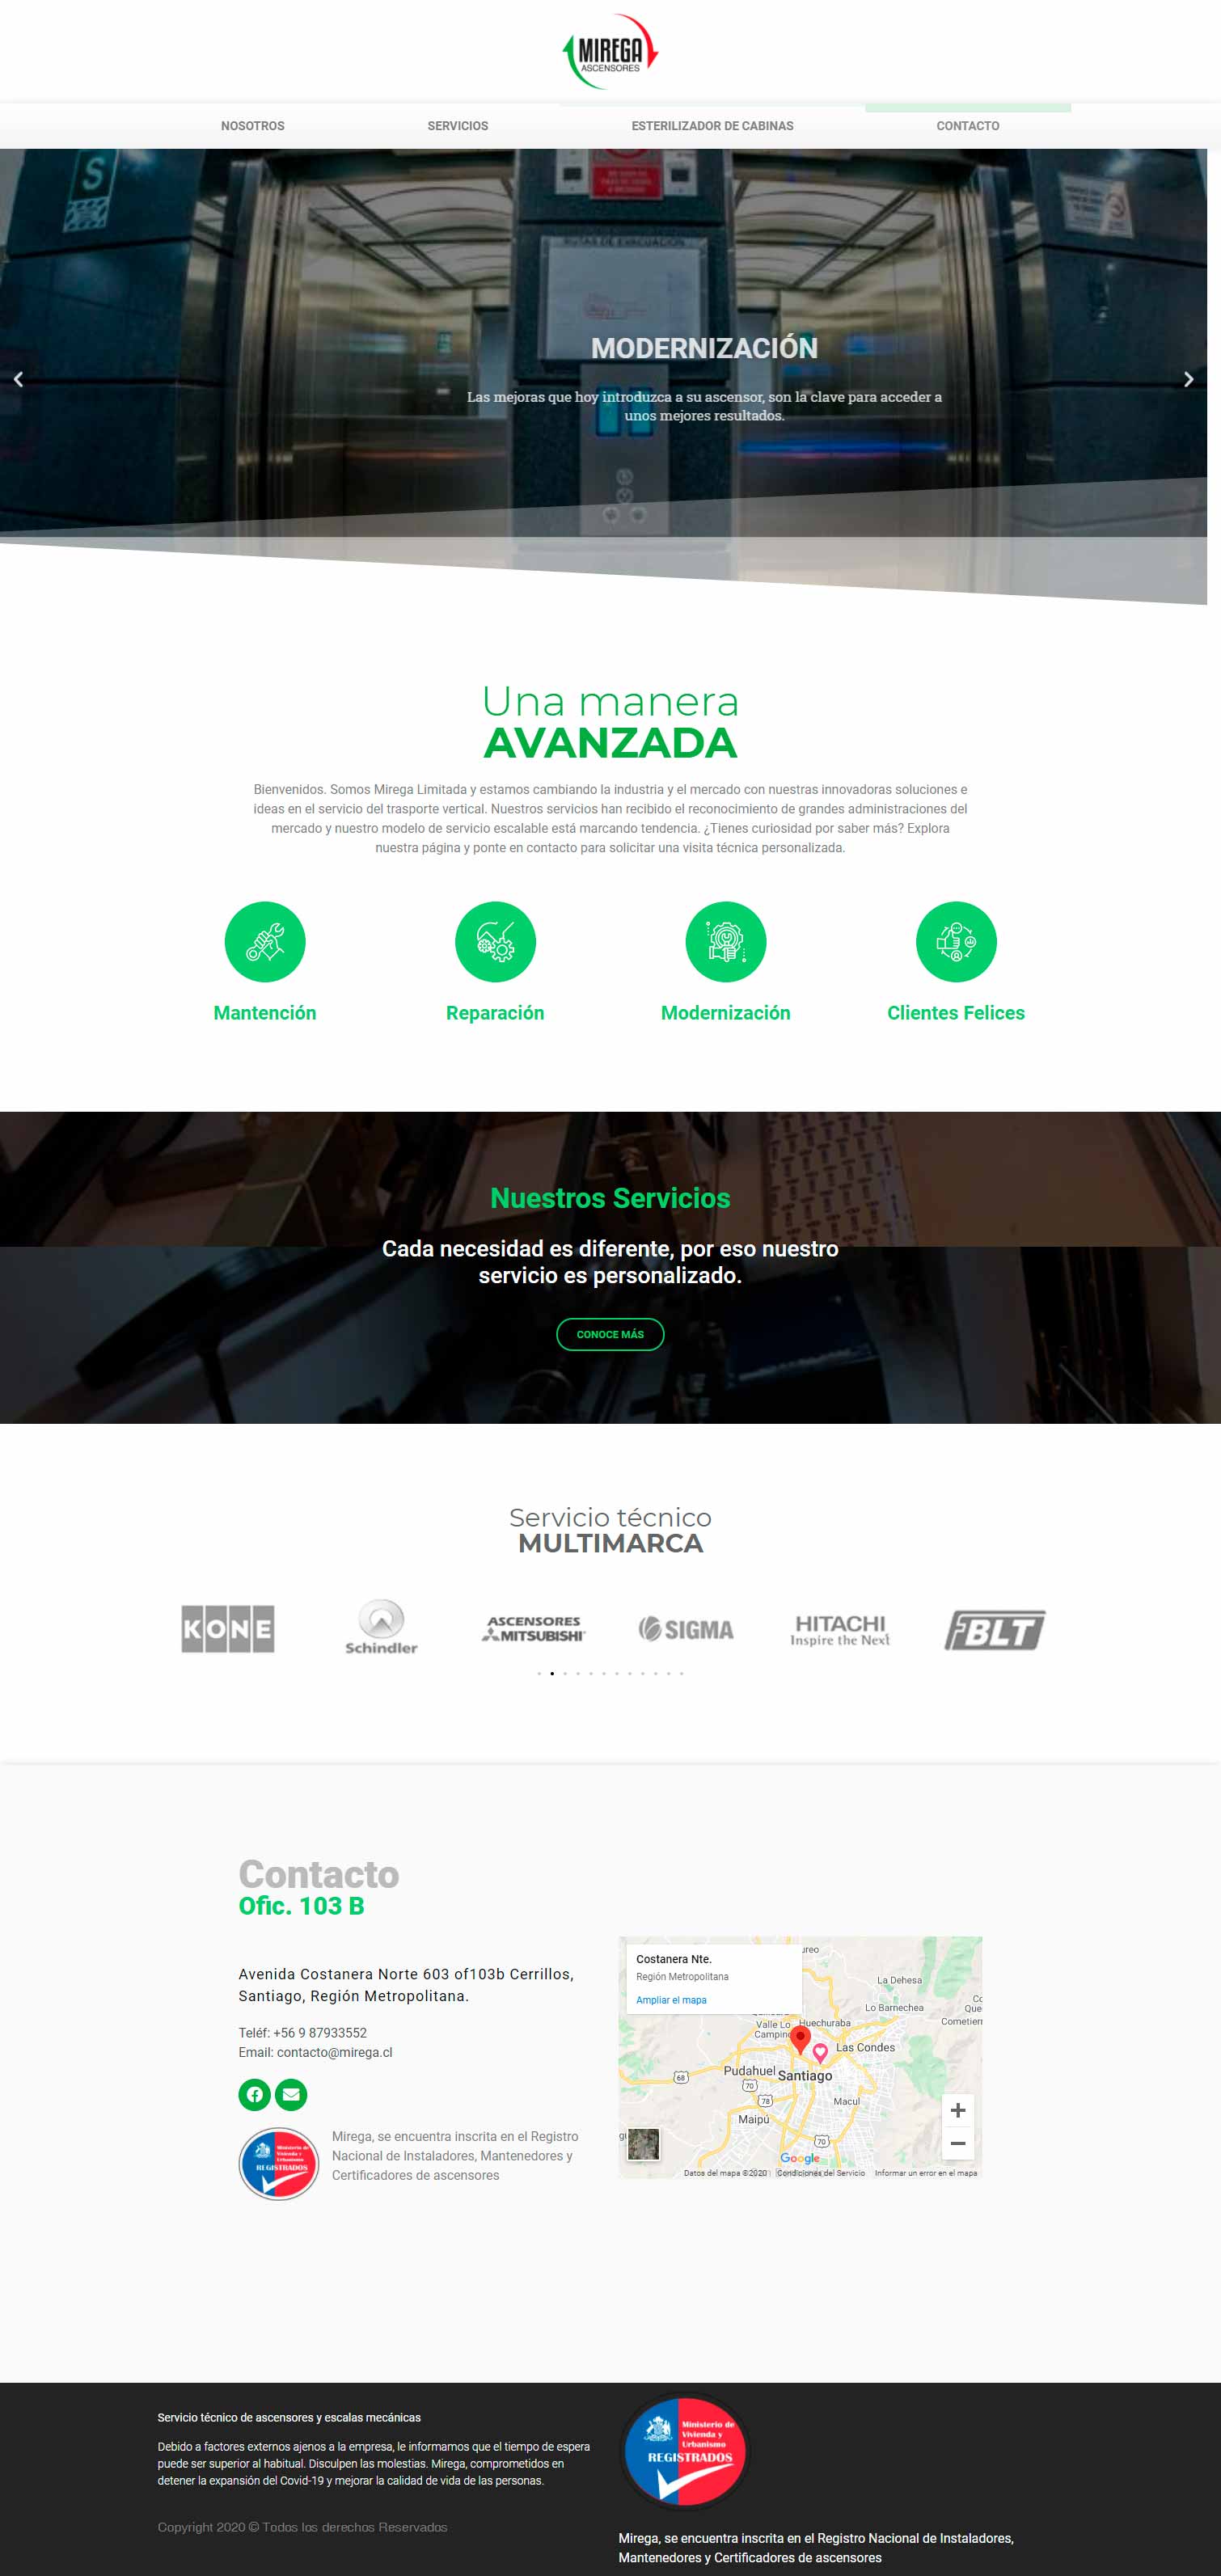 MIREGA
ASCENSORES
NOSOTROS
SERVICIOS
ESTERILIZADOR DE CABINAS
CONTACTO
S
RUTAS DE EVACUACIÓN
MODERNIZACIÓN
Las mejoras que hoy introduzca a su ascensor, son la clave para acceder a
unos mejores resultados.
Una manera
AVANZADA
Bienvenidos. Somos Mirega Limitada y estamos cambiando la industria y el mercado con nuestras innovadoras soluciones e
ideas en el servicio del trasporte vertical. Nuestros servicios han recibido el reconocimiento de grandes administraciones del
mercado y nuestro modelo de servicio escalable está marcando tendencia. ¿Tienes curiosidad por saber más? Explora
nuestra página y ponte en contacto para solicitar una visita técnica personalizada.
Mantención
Reparación
Modernización
Clientes Felices
Nuestros Servicios
Cada necesidad es diferente, por eso nuestro
servicio es personalizado.
CONOCE MÁS
Servicio técnico
MULTIMARCA
KONE
Schindler
ASCENSORES
MITSUBISHI
SIGMA
HITACHI
Inspire the Next
BLT
Contacto
Ofic. 103 B
Avenida Costanera Norte 603 of103b Cerrillos,
Santiago, Región Metropolitana.
Teléf: +56 9 87933552
Email: contacto@mirega.cl
Ministerio de
Vivienda y
Urbanismo
REGISTRADOS
Mirega, se encuentra inscrita en el Registro
Nacional de Instaladores, Mantenedores y
Certificadores de ascensores
Costanera Nte.
Región Metropolitana
Ampliar el mapa
La Dehesa
Lo Barnechea
Valle Lo
Campino
Huechuraba
Las Condes
Pudahuel
Santiago
68
70
78
Macul
Maipú
70
Google
Datos del mapa ©2020
Condiciones del Servicio
Informar un error en el mapa
Servicio técnico de ascensores y escalas mecánicas
Debido a factores externos ajenos a la empresa, le informamos que el tiempo de espera
puede ser superior al habitual. Disculpen las molestias. Mirega, comprometidos en
detener la expansión del Covid-19 y mejorar la calidad de vida de las personas.
Copyright 2020 © Todos los derechos Reservados
Ministerio de
Vivienda y
Urbanismo
REGISTRADOS
Mirega, se encuentra inscrita en el Registro Nacional de Instaladores,
Mantenedores y Certificadores de ascensores